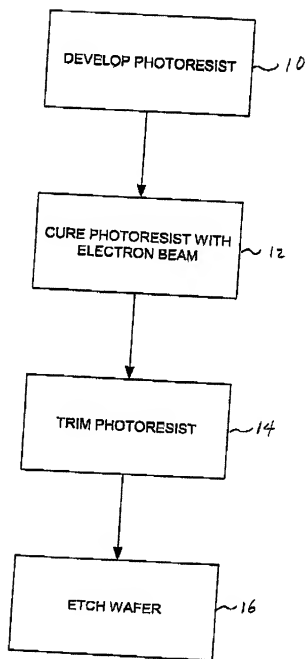 DEVELOP PHOTORESIST
10
CURE PHOTORESIST WITH
ELECTRON BEAM
12
TRIM PHOTORESIST
14
ETCH WAFER
16